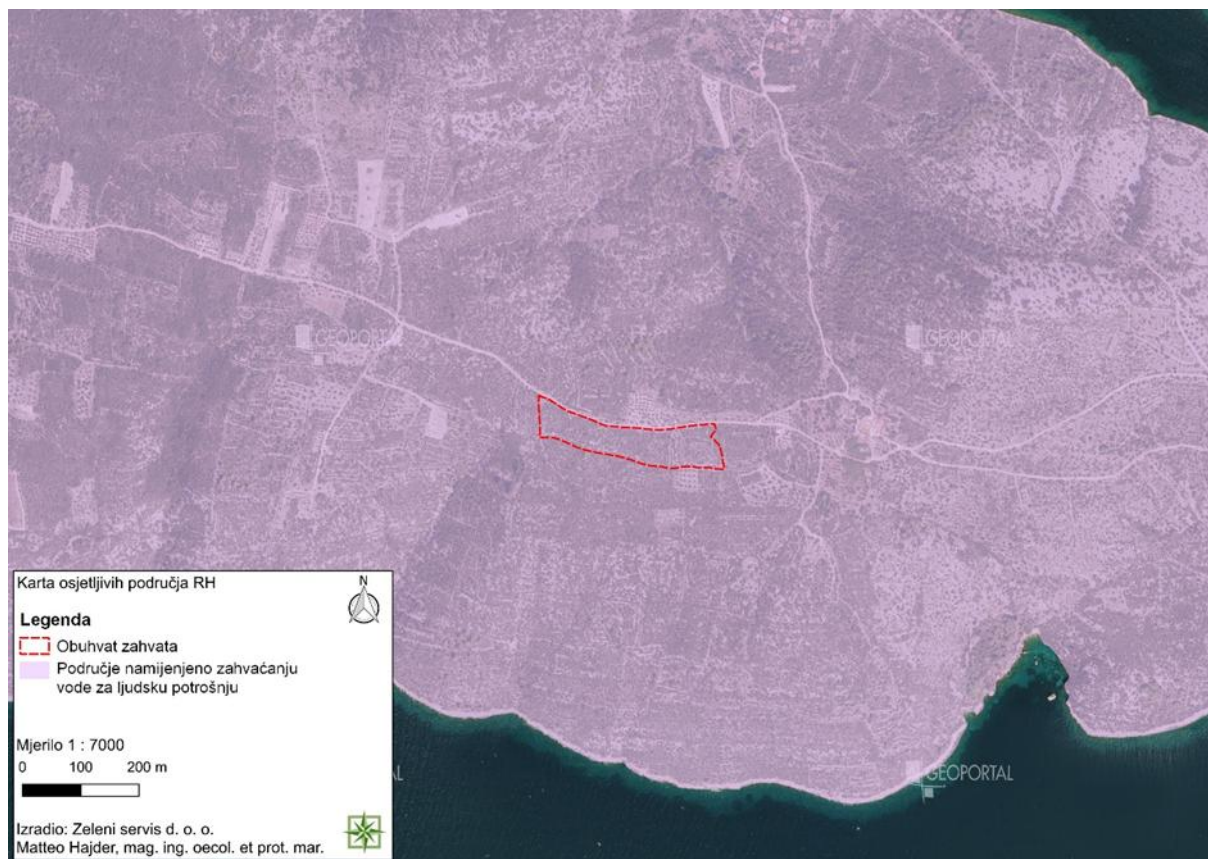 GEOPORTAL
GEOPORTAL
Karta osjetljivih područja RH
N
Legenda
Obuhvat zahvata
Područje namijenjeno zahvaćanju
vode za ljudsku potrošnju
Mjerilo 1 : 7000
0 100 200 m
GEOPORTAL
Izradio: Zeleni servis d. o. o.
Matteo Hajder, mag. ing. oecol. et prot. mar.